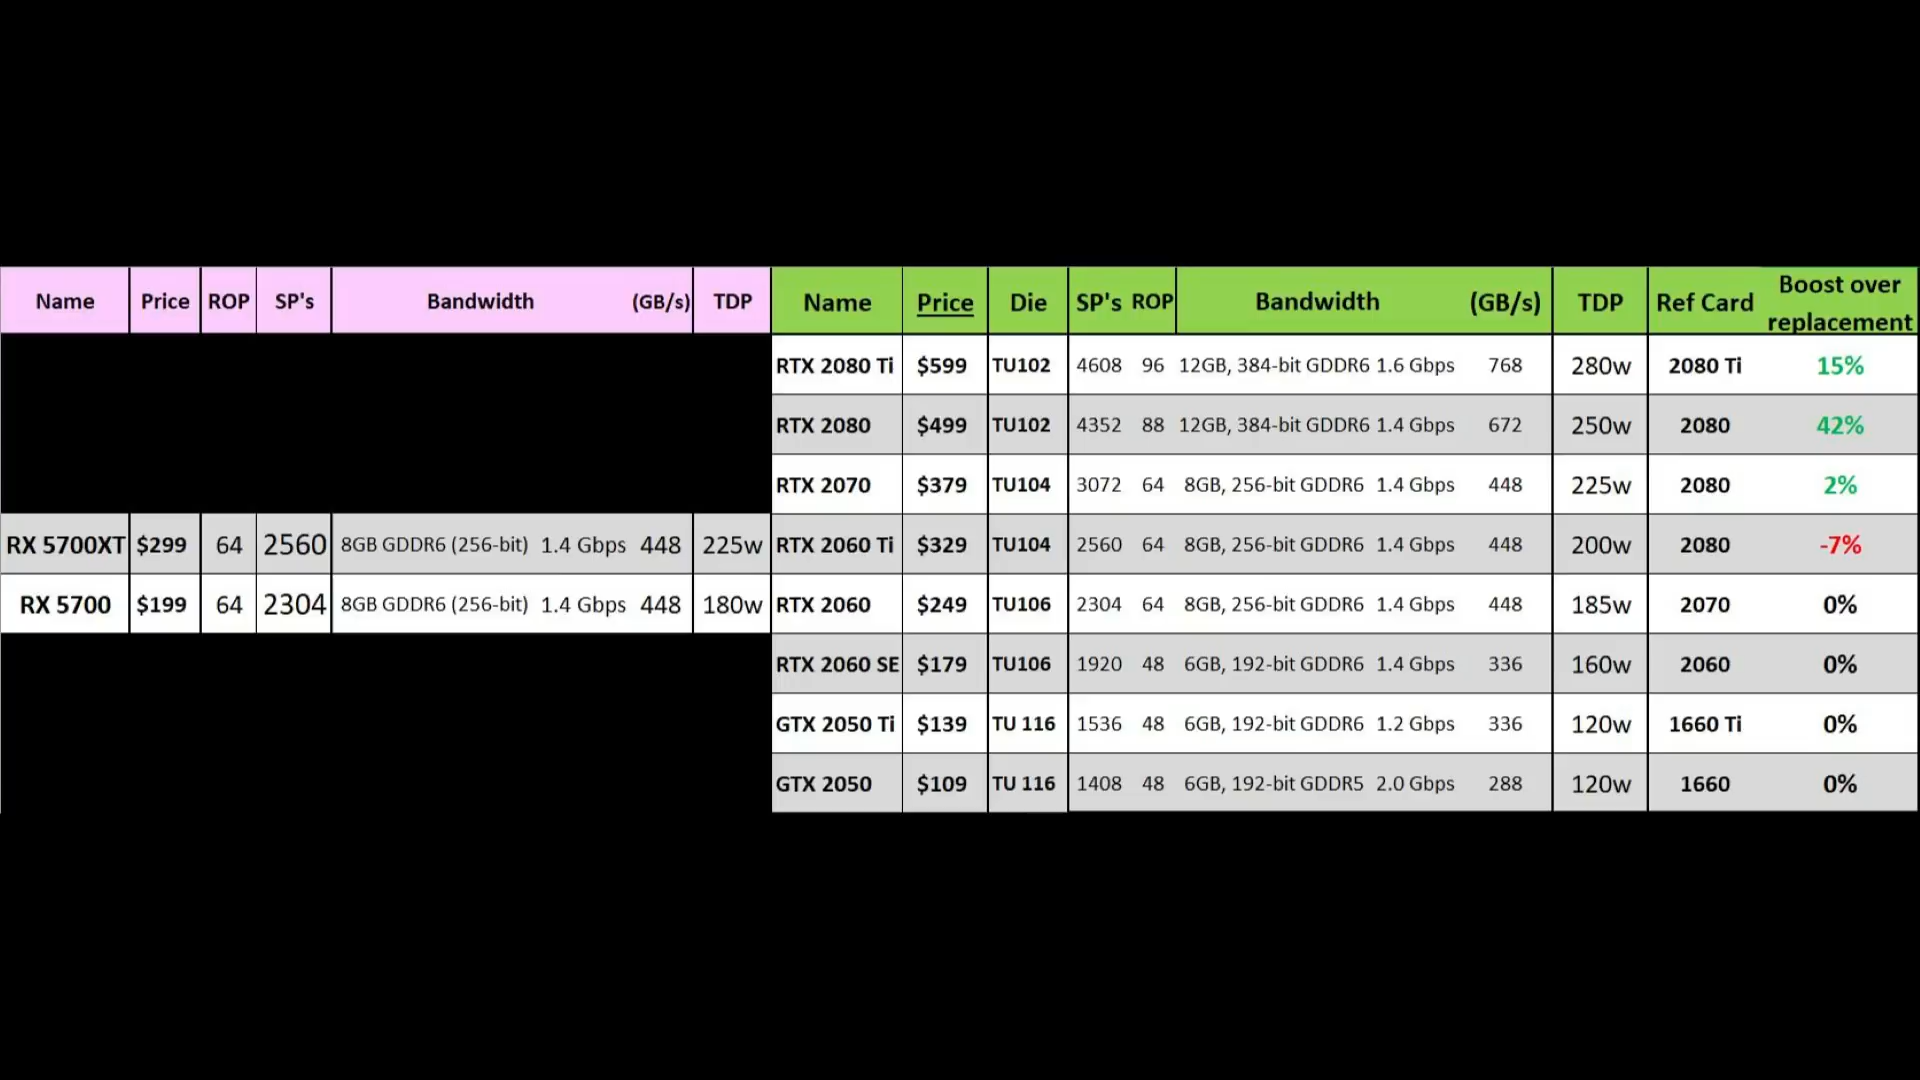 Name Price ROP SP's Bandwidth (GB/s) TDP Name Price Die SP's ROP Bandwidth (GB/s) TDP Ref Card Boost over replacement
RTX 2080 Ti $599 TU102 4608 96 12GB, 384-bit GDDR6 1.6 Gbps 768 280w 2080 Ti 15%
RTX 2080 $499 TU102 4352 88 12GB, 384-bit GDDR6 1.4 Gbps 672 250w 2080 42%
RTX 2070 $379 TU104 3072 64 8GB, 256-bit GDDR6 1.4 Gbps 448 225w 2080 2%
RX 5700XT $299 64 2560 8GB GDDR6 (256-bit) 1.4 Gbps 448 225w RTX 2060 Ti $329 TU104 2560 64 8GB, 256-bit GDDR6 1.4 Gbps 448 200w 2080 -7%
RX 5700 $199 64 2304 8GB GDDR6 (256-bit) 1.4 Gbps 448 180w RTX 2060 $249 TU106 2304 64 8GB, 256-bit GDDR6 1.4 Gbps 448 185w 2070 0%
RTX 2060 SE $179 TU106 1920 48 6GB, 192-bit GDDR6 1.4 Gbps 336 160w 2060 0%
GTX 2050 Ti $139 TU 116 1536 48 6GB, 192-bit GDDR6 1.2 Gbps 336 120w 1660 Ti 0%
GTX 2050 $109 TU 116 1408 48 6GB, 192-bit GDDR5 2.0 Gbps 288 120w 1660 0%